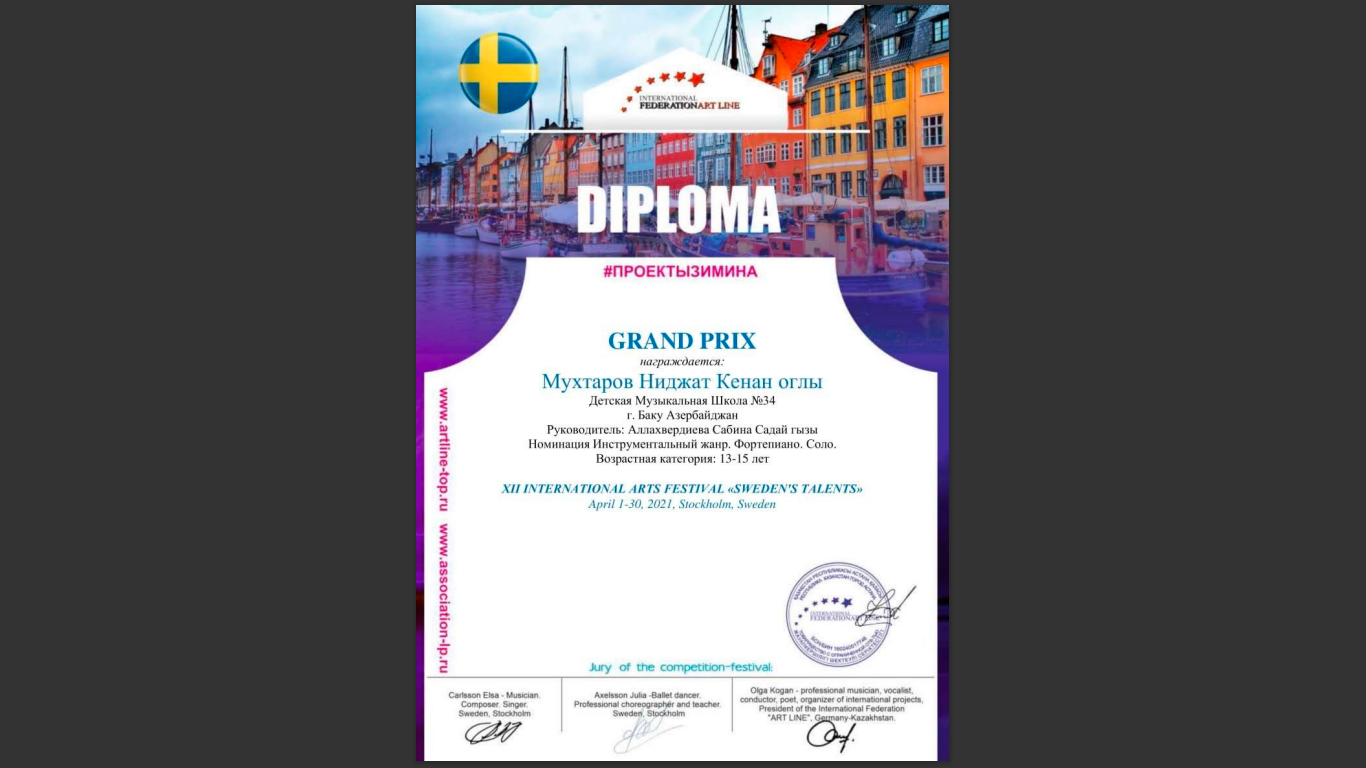 INTERNATIONAL
FEDERATIONART LINE
DIPLOMA
#ПРОЕКТЫЗИМИНА
GRAND PRIX
награждается:
Мухтаров Ниджат Кенан оглы
Детская Музыкальная Школа №34
г. Баку Азербайджан
Руководитель: Аллахвердиева Сабина Садай гызы
Номинация Инструментальный жанр. Фортепиано. Соло.
Возрастная категория: 13-15 лет
XII INTERNATIONAL ARTS FESTIVAL «SWEDEN'S TALENTS»
April 1-30, 2021, Stockholm, Sweden
www.artline-top.ru www.association-lp.ru
INTERNATIONAL
FEDERATIONART LINE
Jury of the competition-festival:
Carlsson Elsa - Musician.
Composer. Singer.
Sweden, Stockholm
Axelsson Julia -Ballet dancer.
Professional choreographer and teacher.
Sweden, Stockholm
Olga Kogan - professional musician, vocalist,
conductor, poet, organizer of international projects,
President of the International Federation
"ART LINE", Germany-Kazakhstan.